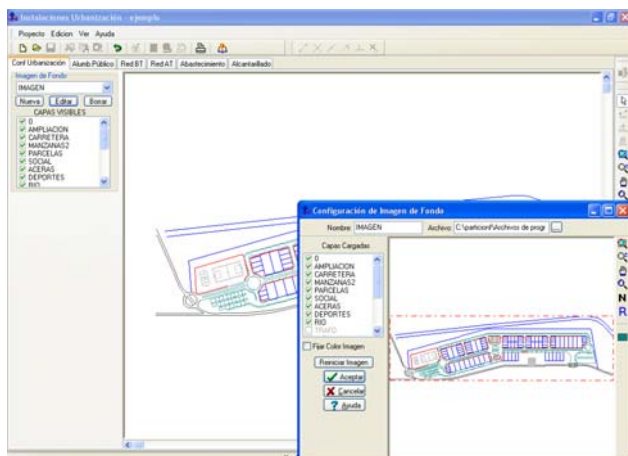 Instalaciones Urbanización - ejemplo
Proyecto Edicion Ver Ayuda
Conf Urbanización Alumb.Público Red BT Red AT Abastecimiento Alcantarillado
Imagen de Fondo
IMAGEN
Nueva Editar Borrar
CAPAS VISIBLES
0
AMPLIACION
CARRETERA
MANZANAS2
PARCELAS
SOCIAL
ACERAS
DEPORTES
RIO
Configuración de Imagen de Fondo
Nombre: IMAGEN Archivo: C:\particionf\Archivos de progr ...
Capas Cargadas
0
AMPLIACION
CARRETERA
MANZANAS2
PARCELAS
SOCIAL
ACERAS
DEPORTES
RIO
TRAFO
Fijar Color Imagen
Reiniciar Imagen
Aceptar
Cancelar
Ayuda
N
R